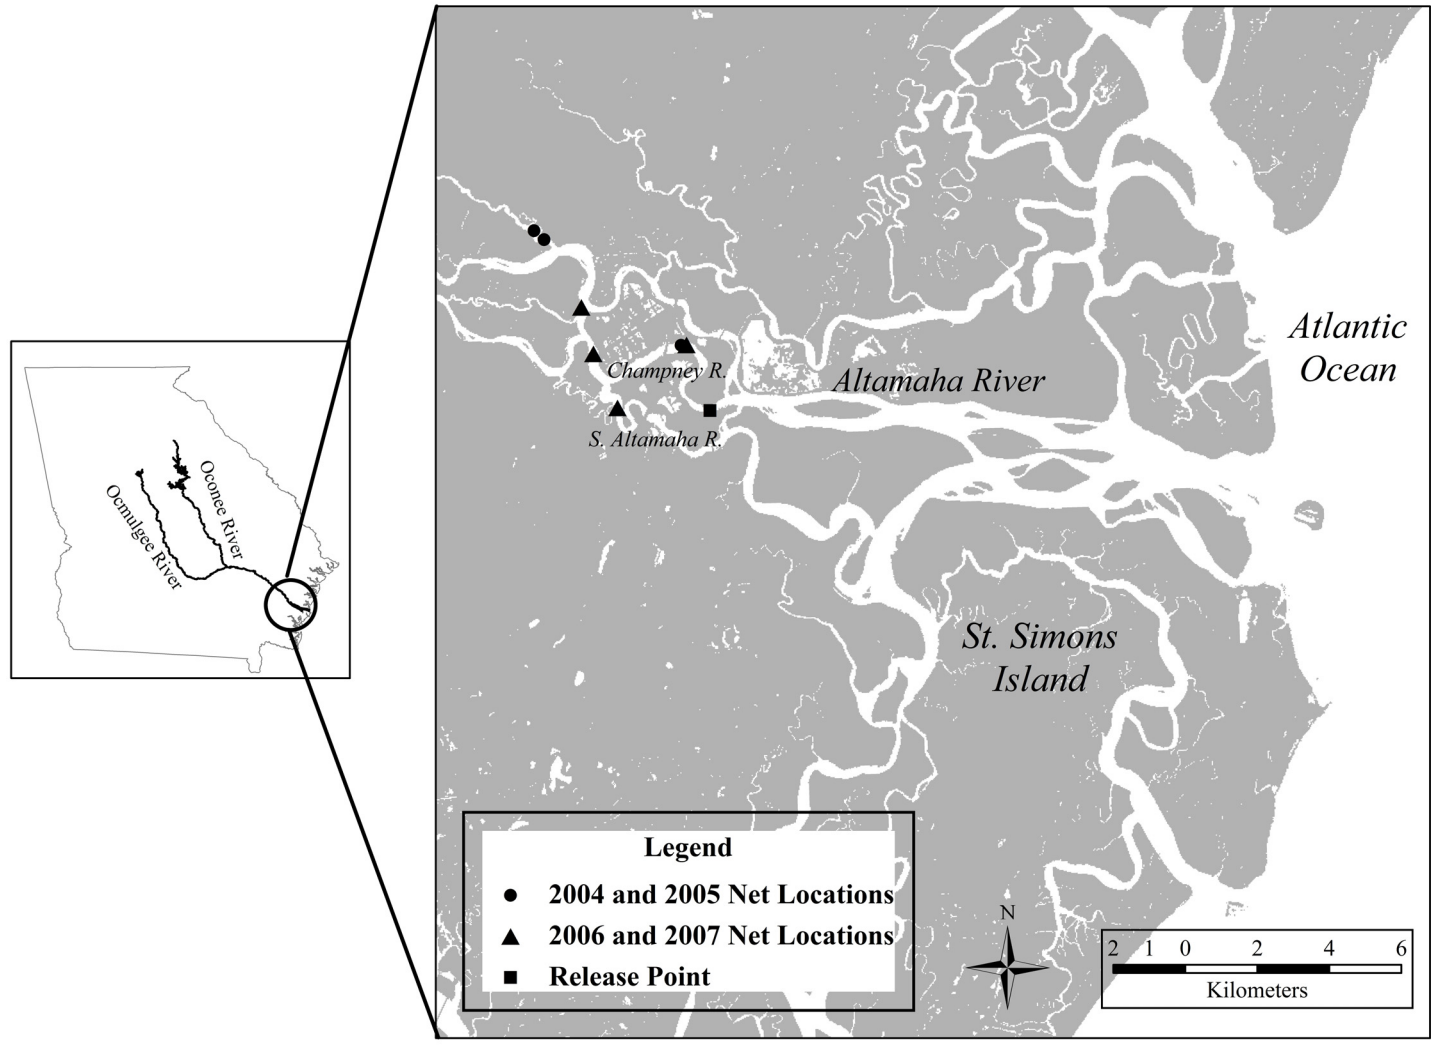 Oconee River
Ocmulgee River
Atlantic
Ocean
Champney R.
Altamaha River
S. Altamaha R.
St. Simons
Island
Legend
2004 and 2005 Net Locations
2006 and 2007 Net Locations
Release Point
N
2 1 0 2 4 6
Kilometers